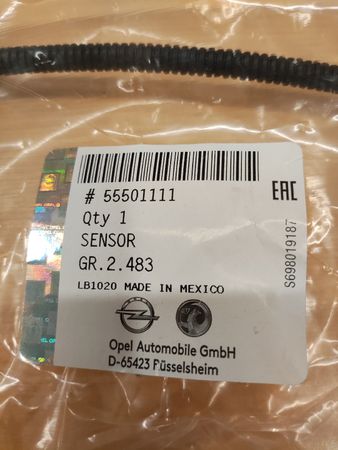 # 55501111
EAC
Qty 1
SENSOR
GR.2.483
LB1020 MADE IN MEXICO
S698019187
Opel Automobile GmbH
D-65423 Rüsselsheim